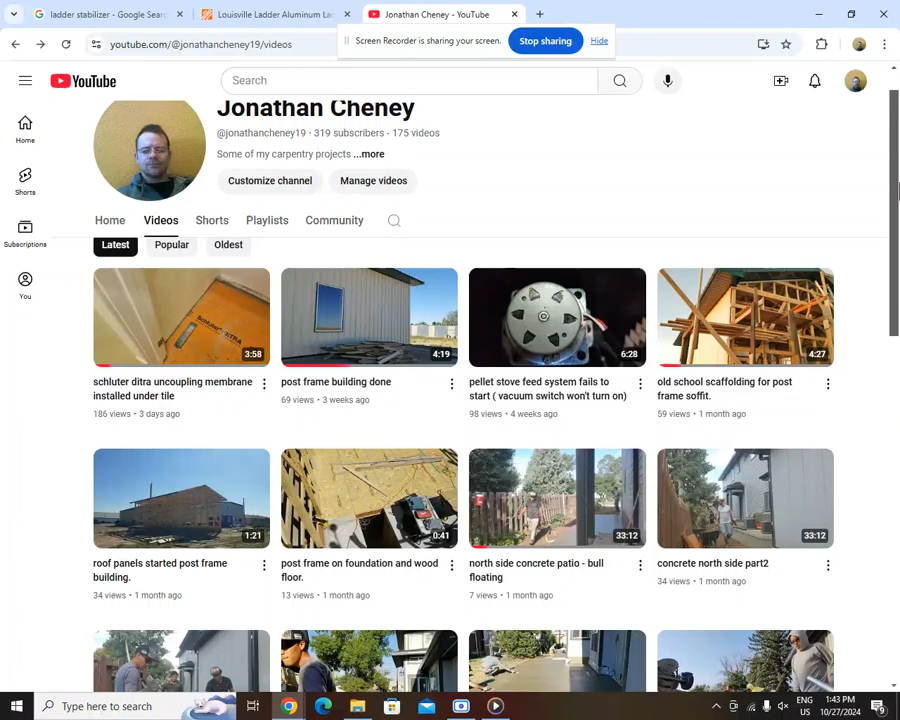 ladder stabilizer - Google Sear
Louisville Ladder Aluminum La
Jonathan Cheney - YouTube
Screen Recorder is sharing your screen.
Stop sharing
Hide
youtube.com/@jonathancheney19/videos
YouTube
Search
Jonathan Cheney
@jonathancheney19 • 319 subscribers • 175 videos
Some of my carpentry projects ...more
Customize channel
Manage videos
Home
Shorts
Subscriptions
You
Home Videos Shorts Playlists Community
Latest Popular Oldest
SCHLUTER-DITRA
3:58
4:19
6:28
4:27
schluter ditra uncoupling membrane
installed under tile
186 views • 3 days ago
post frame building done
69 views • 3 weeks ago
pellet stove feed system fails to
start ( vacuum switch won't turn on)
98 views • 4 weeks ago
old school scaffolding for post
frame soffit.
59 views • 1 month ago
1:21
0:41
33:12
33:12
roof panels started post frame
building.
34 views • 1 month ago
post frame on foundation and wood
floor.
13 views • 1 month ago
north side concrete patio - bull
floating
7 views • 1 month ago
concrete north side part2
34 views • 1 month ago
Type here to search
ENG
US
1:43 PM
10/27/2024
9